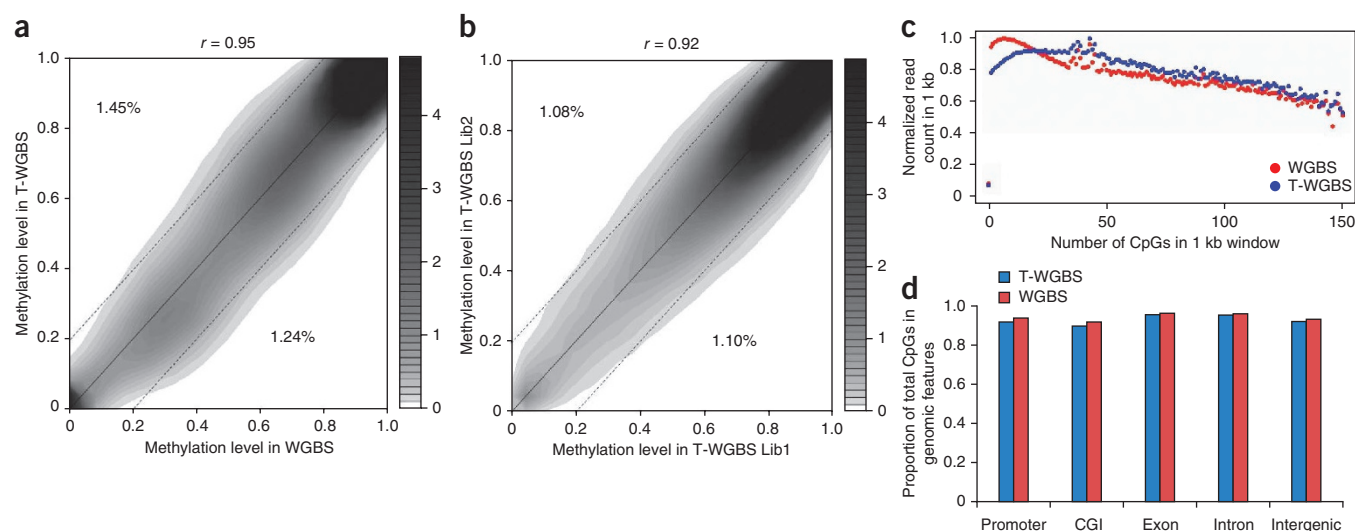 a
r = 0.95
1.45%
1.24%
Methylation level in T-WGBS
1.0
0.8
0.6
0.4
0.2
0
0
0.2
0.4
0.6
0.8
1.0
Methylation level in WGBS
4
3
2
1
0
b
r = 0.92
1.08%
1.10%
Methylation level in T-WGBS Lib2
1.0
0.8
0.6
0.4
0.2
0
0
0.2
0.4
0.6
0.8
1.0
Methylation level in T-WGBS Lib1
4
3
2
1
0
c
Normalized read
count in 1 kb
1.0
0.8
0.6
0.4
0.2
0
WGBS
T-WGBS
0
50
100
150
Number of CpGs in 1 kb window
d
T-WGBS
WGBS
Proportion of total CpGs in
genomic features
1.0
0.8
0.6
0.4
0.2
0
Promoter
CGI
Exon
Intron
Intergenic